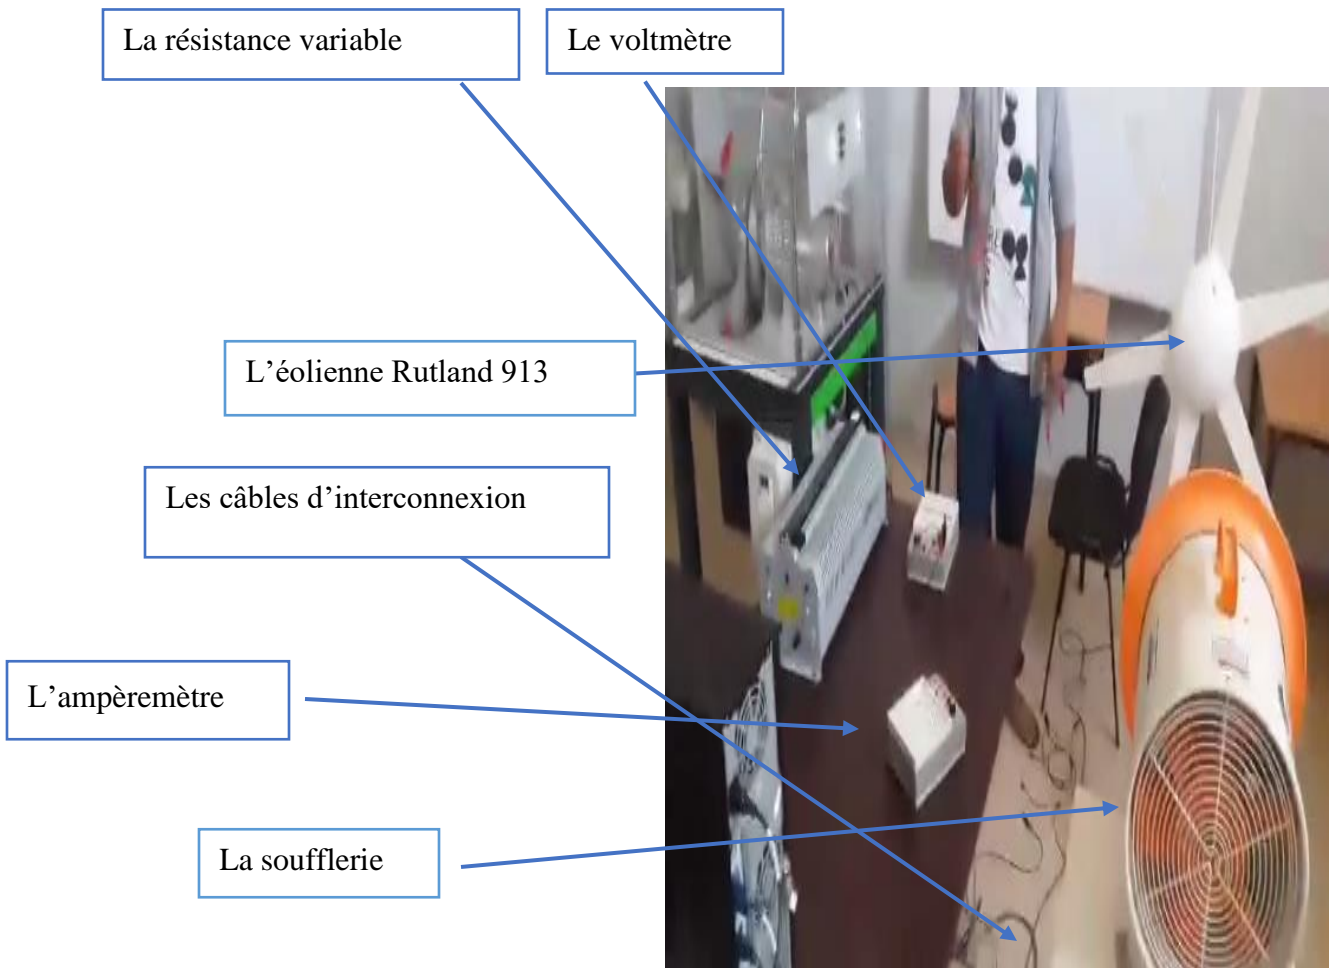 La résistance variable
Le voltmètre
L’éolienne Rutland 913
Les câbles d’interconnexion
L’ampèremètre
La soufflerie